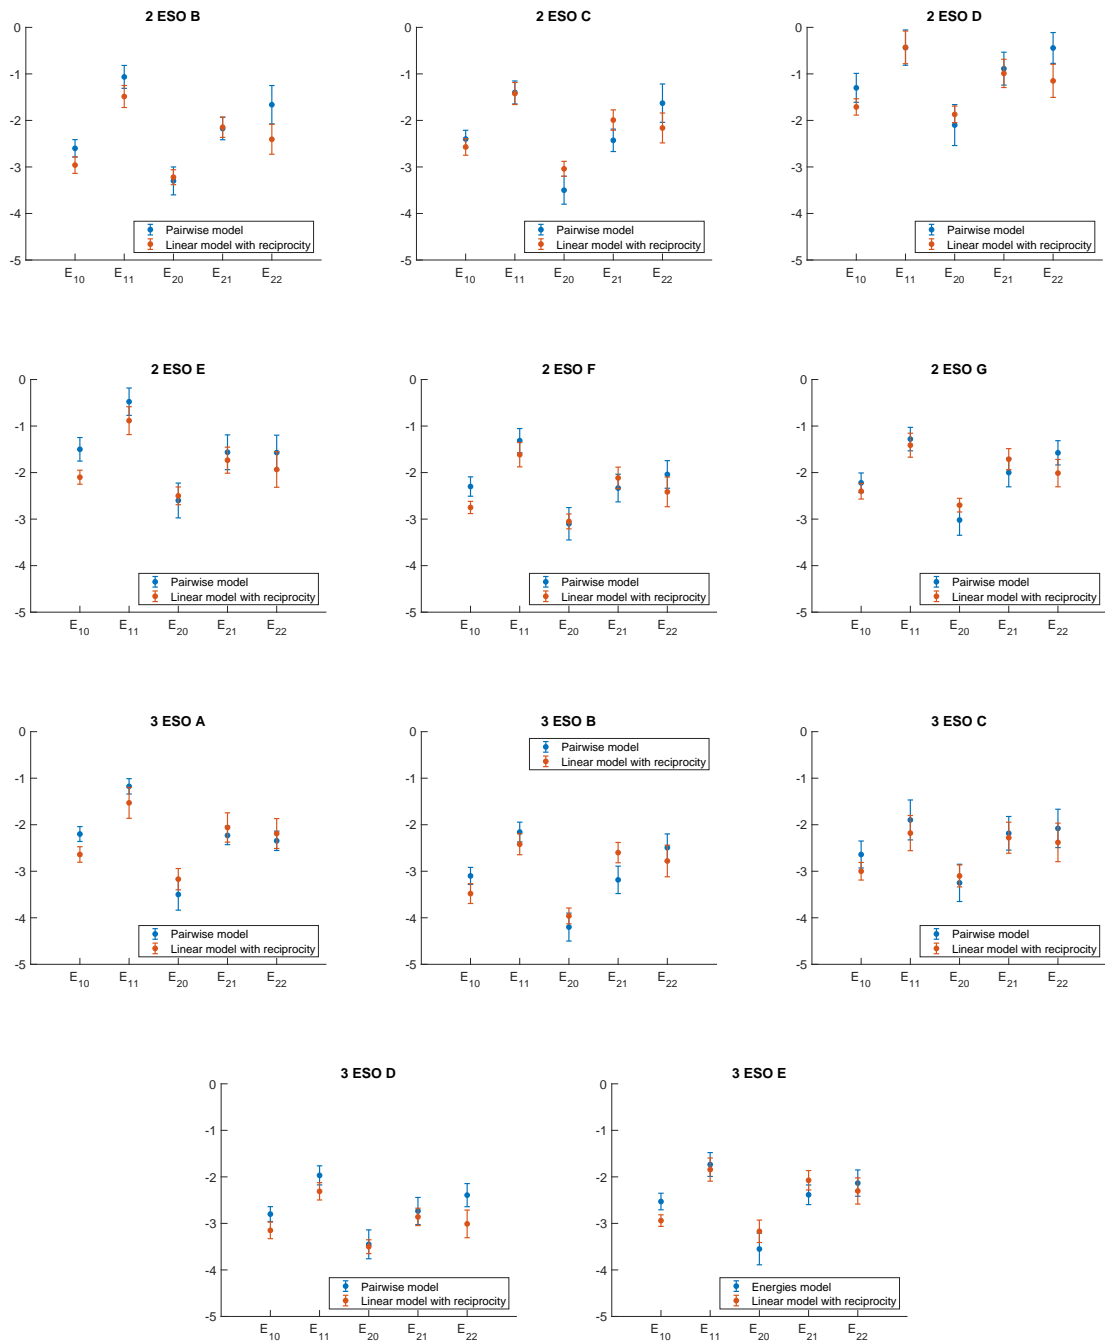 2 ESO B
0
-1
-2
-3
-4
-5
Pairwise model
Linear model with reciprocity
E10 E11 E20 E21 E22
2 ESO C
0
-1
-2
-3
-4
-5
Pairwise model
Linear model with reciprocity
E10 E11 E20 E21 E22
2 ESO D
0
-1
-2
-3
-4
-5
Pairwise model
Linear model with reciprocity
E10 E11 E20 E21 E22
2 ESO E
0
-1
-2
-3
-4
-5
Pairwise model
Linear model with reciprocity
E10 E11 E20 E21 E22
2 ESO F
0
-1
-2
-3
-4
-5
Pairwise model
Linear model with reciprocity
E10 E11 E20 E21 E22
2 ESO G
0
-1
-2
-3
-4
-5
Pairwise model
Linear model with reciprocity
E10 E11 E20 E21 E22
3 ESO A
0
-1
-2
-3
-4
-5
Pairwise model
Linear model with reciprocity
E10 E11 E20 E21 E22
3 ESO B
0
-1
-2
-3
-4
-5
Pairwise model
Linear model with reciprocity
E10 E11 E20 E21 E22
3 ESO C
0
-1
-2
-3
-4
-5
Pairwise model
Linear model with reciprocity
E10 E11 E20 E21 E22
3 ESO D
0
-1
-2
-3
-4
-5
Pairwise model
Linear model with reciprocity
E10 E11 E20 E21 E22
3 ESO E
0
-1
-2
-3
-4
-5
Energies model
Linear model with reciprocity
E10 E11 E20 E21 E22